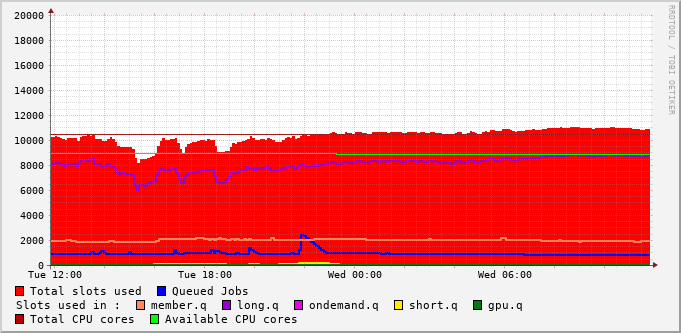 RRDTOOL / TOBI OETIKER
20000
18000
16000
14000
12000
10000
8000
6000
4000
2000
0
Tue 12:00 Tue 18:00 Wed 00:00 Wed 06:00
Total slots used Queued Jobs
Slots used in : member.q long.q ondemand.q short.q gpu.q
Total CPU cores Available CPU cores